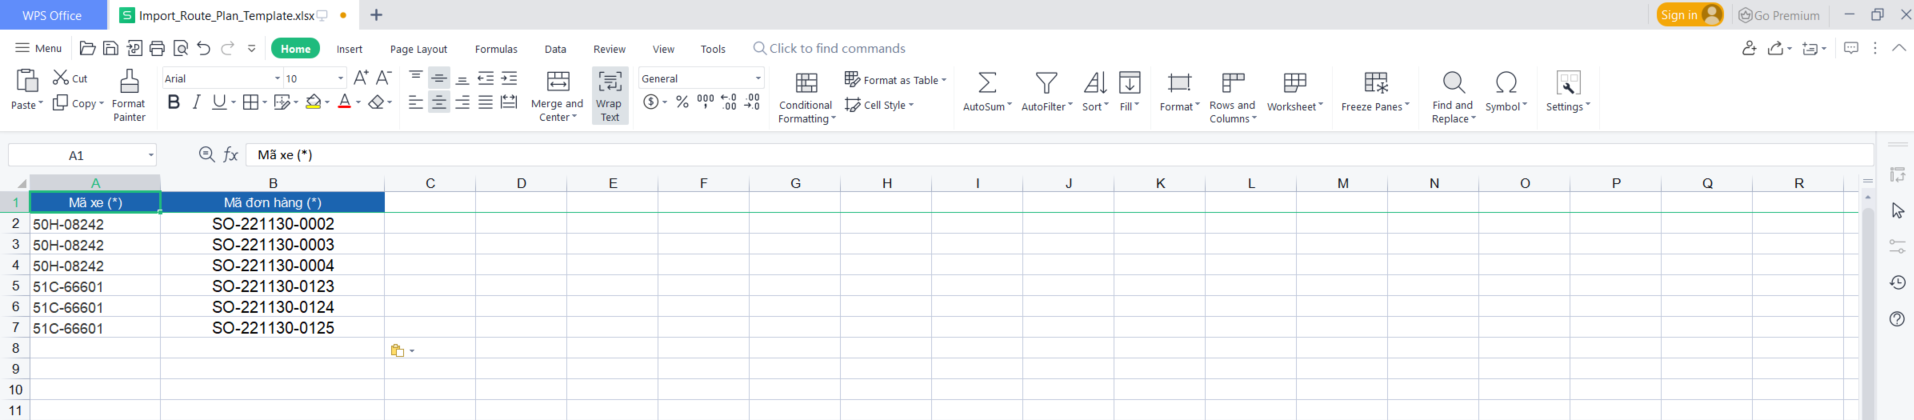 WPS Office Import_Route_Plan_Template.xlsx Sign in Go Premium
Menu Home Insert Page Layout Formulas Data Review View Tools Click to find commands
Paste Cut Copy Format Painter Arial 10 Merge and Center Wrap Text General Conditional Formatting Format as Table Cell Style AutoSum AutoFilter Sort Fill Format Rows and Columns Worksheet Freeze Panes Find and Replace Symbol Settings
A1 fx Mã xe (*)
A B C D E F G H I J K L M N O P Q R
1 Mã xe (*) Mã đơn hàng (*)
2 50H-08242 SO-221130-0002
3 50H-08242 SO-221130-0003
4 50H-08242 SO-221130-0004
5 51C-66601 SO-221130-0123
6 51C-66601 SO-221130-0124
7 51C-66601 SO-221130-0125
8
9
10
11